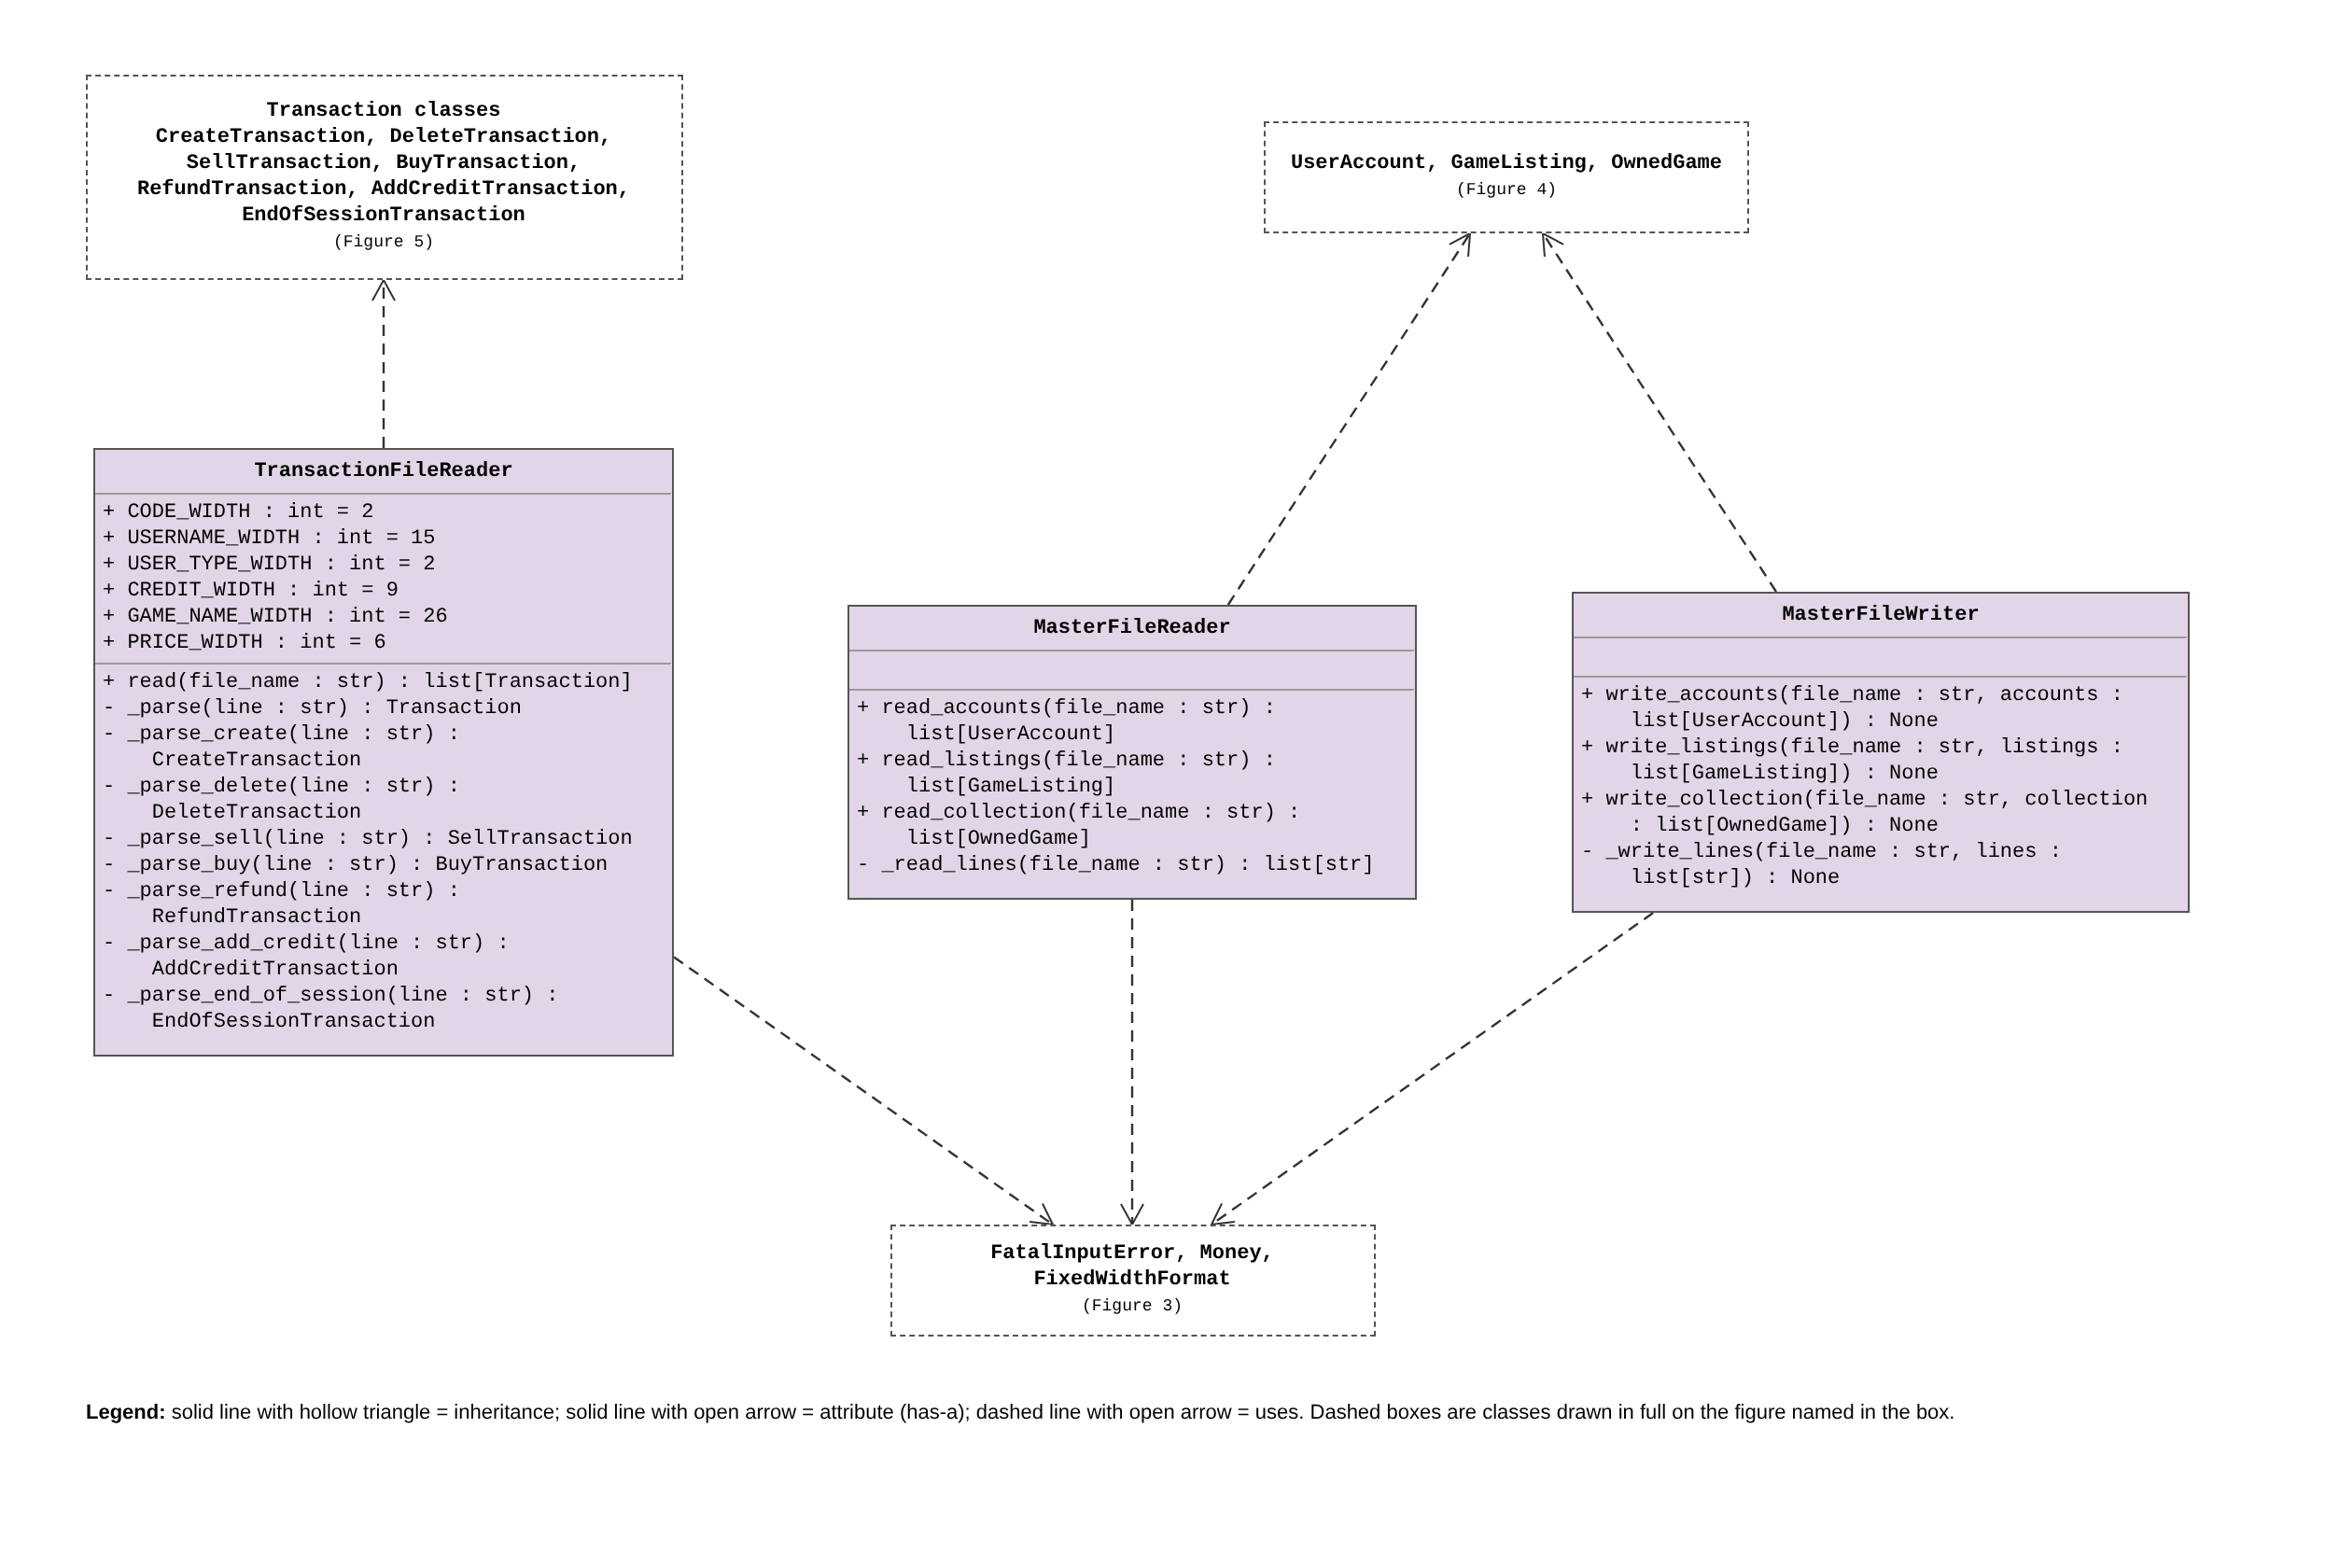 Transaction classes
CreateTransaction, DeleteTransaction,
SellTransaction, BuyTransaction,
RefundTransaction, AddCreditTransaction,
EndOfSessionTransaction
(Figure 5)
UserAccount, GameListing, OwnedGame
(Figure 4)
TransactionFileReader
+ CODE_WIDTH : int = 2
+ USERNAME_WIDTH : int = 15
+ USER_TYPE_WIDTH : int = 2
+ CREDIT_WIDTH : int = 9
+ GAME_NAME_WIDTH : int = 26
+ PRICE_WIDTH : int = 6
+ read(file_name : str) : list[Transaction]
- _parse(line : str) : Transaction
- _parse_create(line : str) :
CreateTransaction
- _parse_delete(line : str) :
DeleteTransaction
- _parse_sell(line : str) : SellTransaction
- _parse_buy(line : str) : BuyTransaction
- _parse_refund(line : str) :
RefundTransaction
- _parse_add_credit(line : str) :
AddCreditTransaction
- _parse_end_of_session(line : str) :
EndOfSessionTransaction
MasterFileReader
+ read_accounts(file_name : str) :
list[UserAccount]
+ read_listings(file_name : str) :
list[GameListing]
+ read_collection(file_name : str) :
list[OwnedGame]
- _read_lines(file_name : str) : list[str]
MasterFileWriter
+ write_accounts(file_name : str, accounts :
list[UserAccount]) : None
+ write_listings(file_name : str, listings :
list[GameListing]) : None
+ write_collection(file_name : str, collection
: list[OwnedGame]) : None
- _write_lines(file_name : str, lines :
list[str]) : None
FatalInputError, Money,
FixedWidthFormat
(Figure 3)
Legend: solid line with hollow triangle = inheritance; solid line with open arrow = attribute (has-a); dashed line with open arrow = uses. Dashed boxes are classes drawn in full on the figure named in the box.